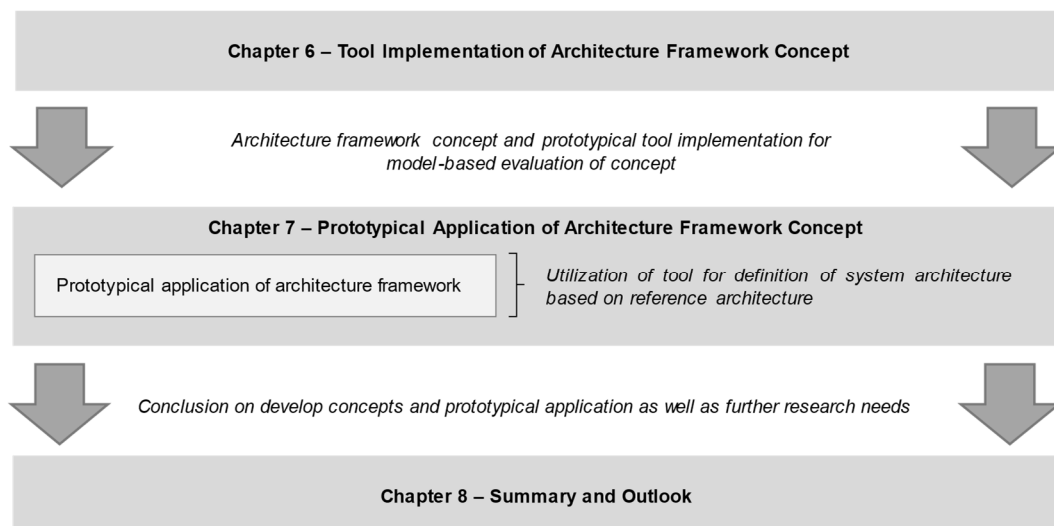 Chapter 6 – Tool Implementation of Architecture Framework Concept
Architecture framework concept and prototypical tool implementation for
model-based evaluation of concept
Chapter 7 – Prototypical Application of Architecture Framework Concept
Prototypical application of architecture framework
Utilization of tool for definition of system architecture
based on reference architecture
Conclusion on develop concepts and prototypical application as well as further research needs
Chapter 8 – Summary and Outlook